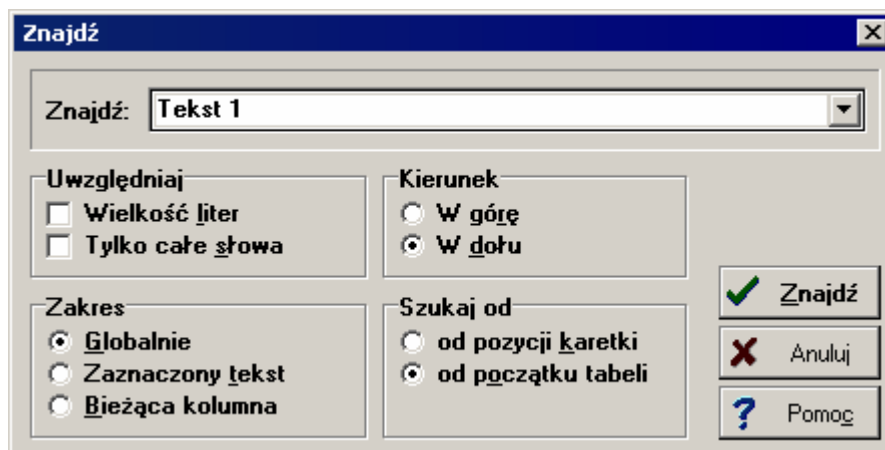 Znajdź
Znajdź: Tekst 1
Uwzględniaj
Wielkość liter
Tylko całe słowa
Kierunek
W górę
W dołu
Zakres
Globalnie
Zaznaczony tekst
Bieżąca kolumna
Szukaj od
od pozycji karetki
od początku tabeli
Znajdź
Anuluj
Pomoc